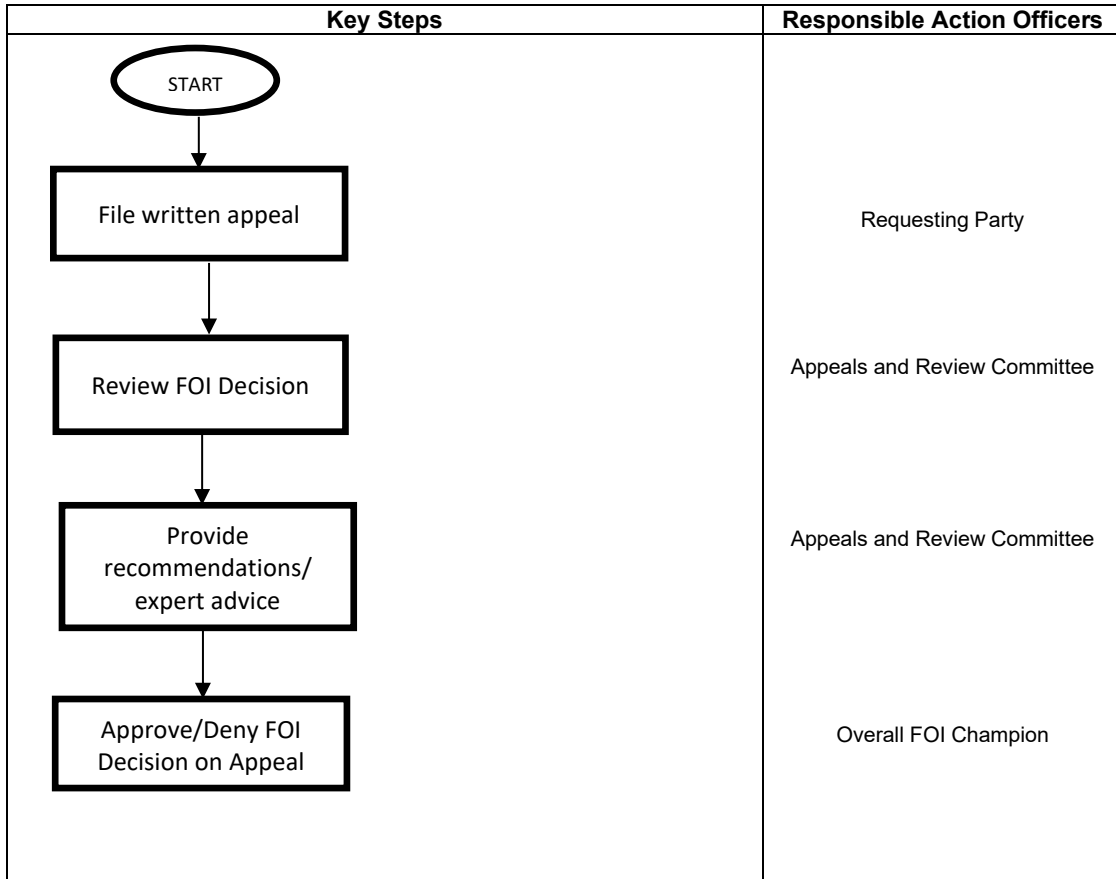 Key Steps
Responsible Action Officers
START
File written appeal
Requesting Party
Review FOI Decision
Appeals and Review Committee
Provide
recommendations/
expert advice
Appeals and Review Committee
Approve/Deny FOI
Decision on Appeal
Overall FOI Champion